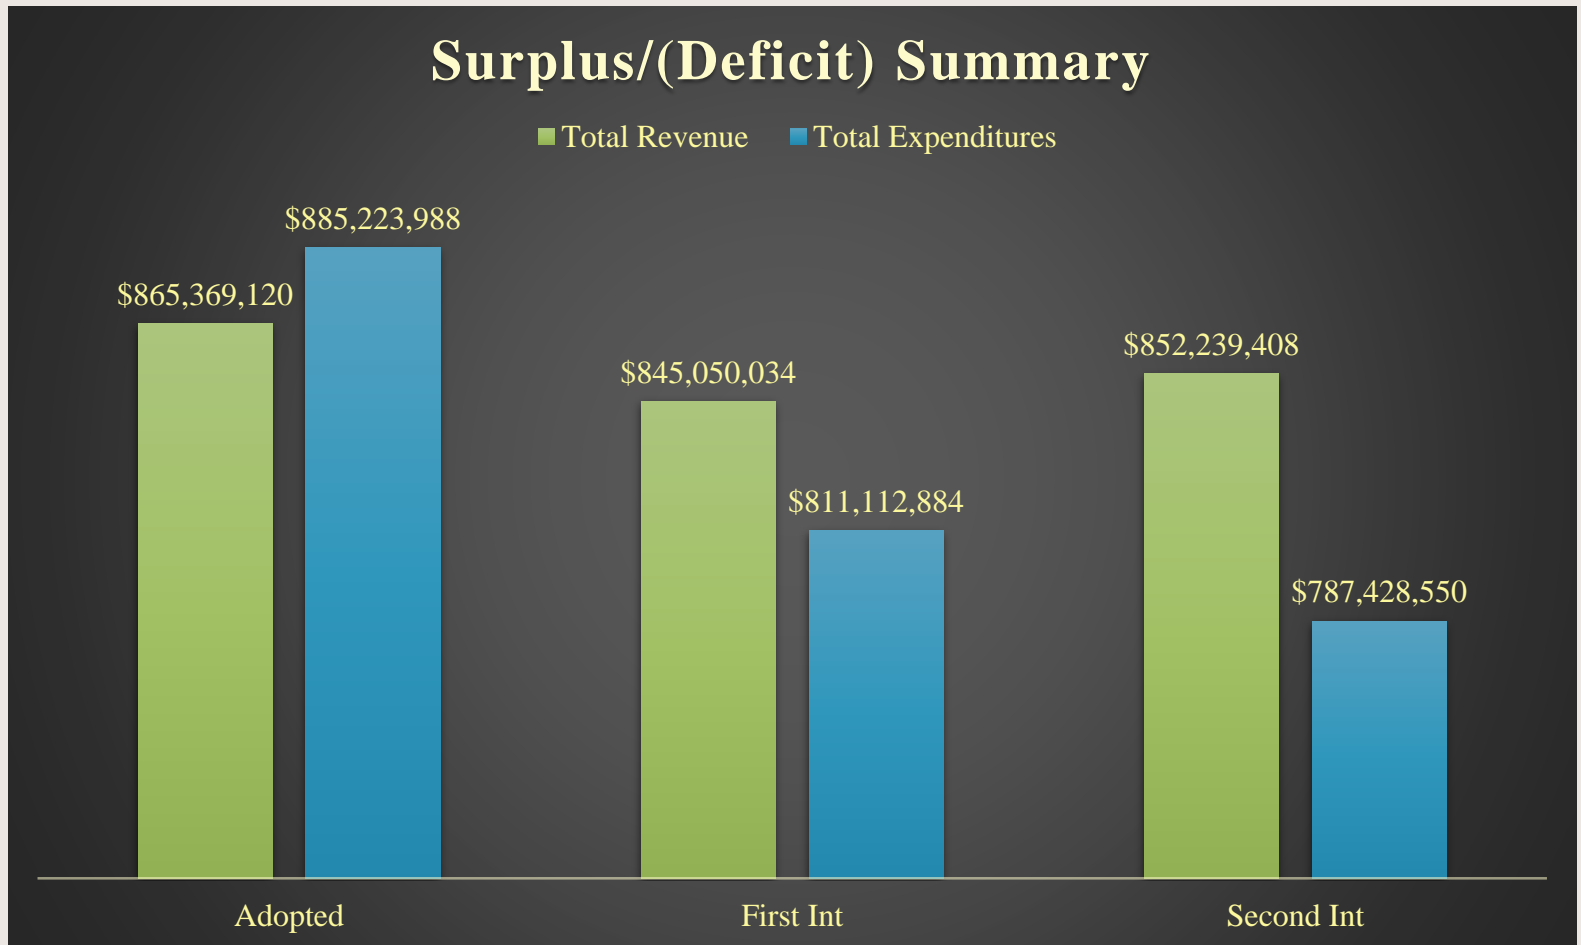 Surplus/(Deficit) Summary
Total Revenue Total Expenditures
$885,223,988
$865,369,120
$852,239,408
$845,050,034
$811,112,884
$787,428,550
Adopted First Int Second Int